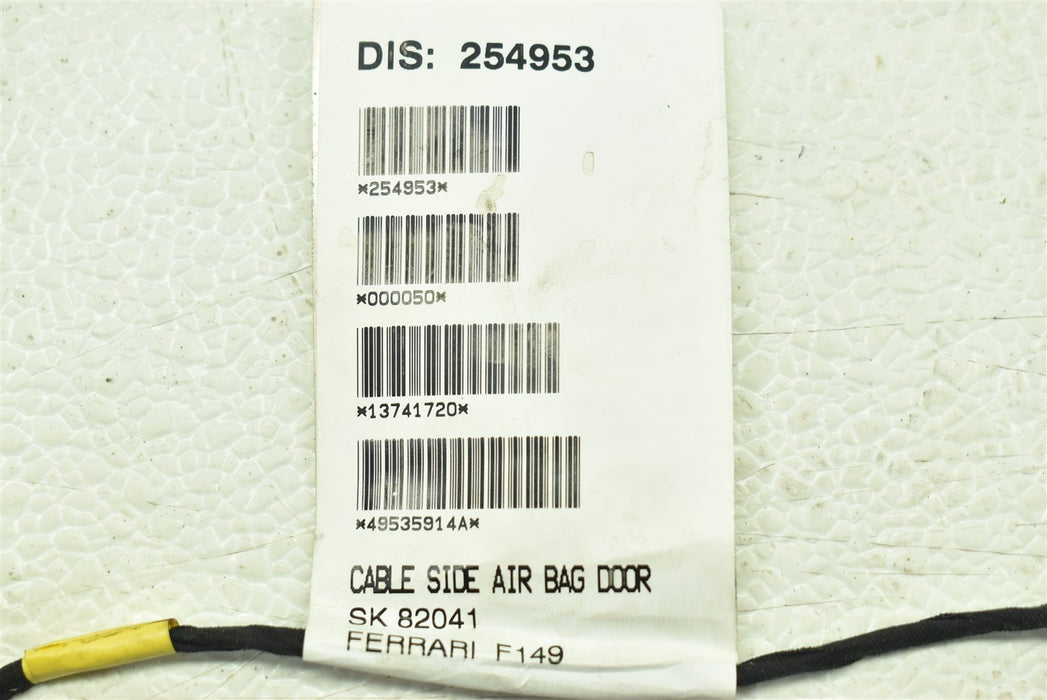 DIS: 254953
*254953*
*000050*
*13741720*
*49535914A*
CABLE SIDE AIR BAG DOOR
SK 82041
FERRARI F149